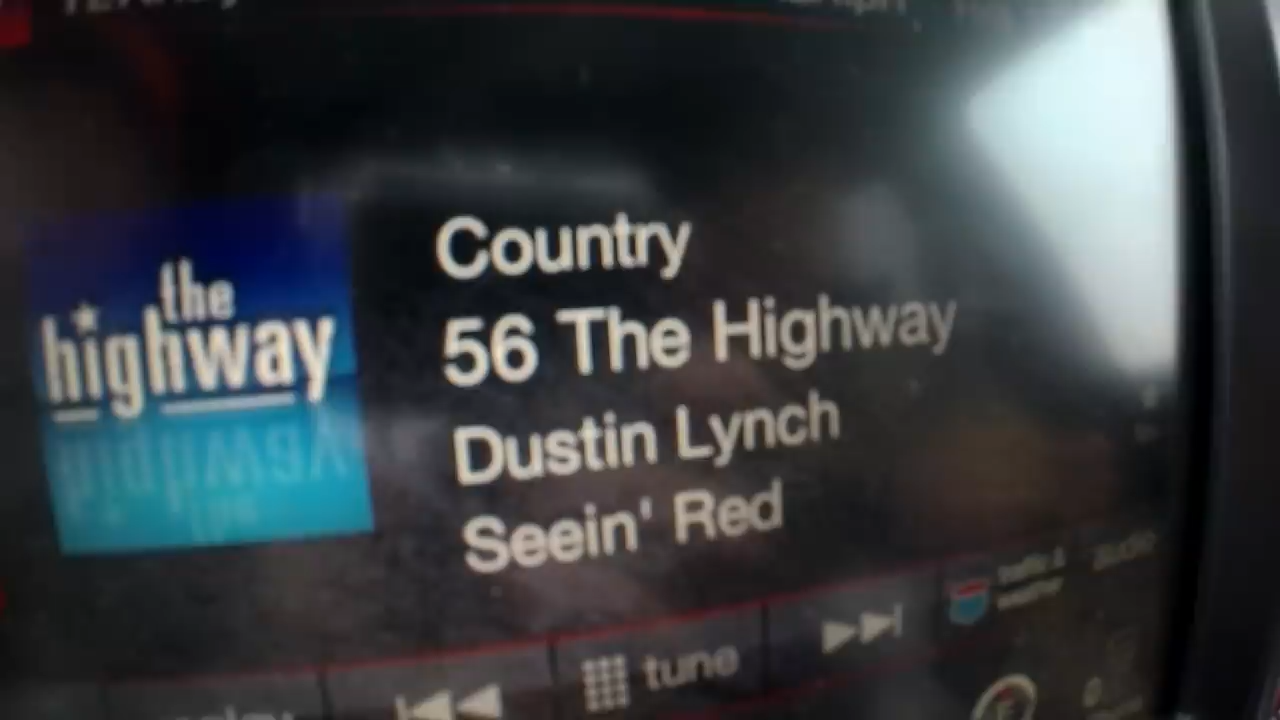 the
highway
Country
56 The Highway
Dustin Lynch
Seein' Red
tune